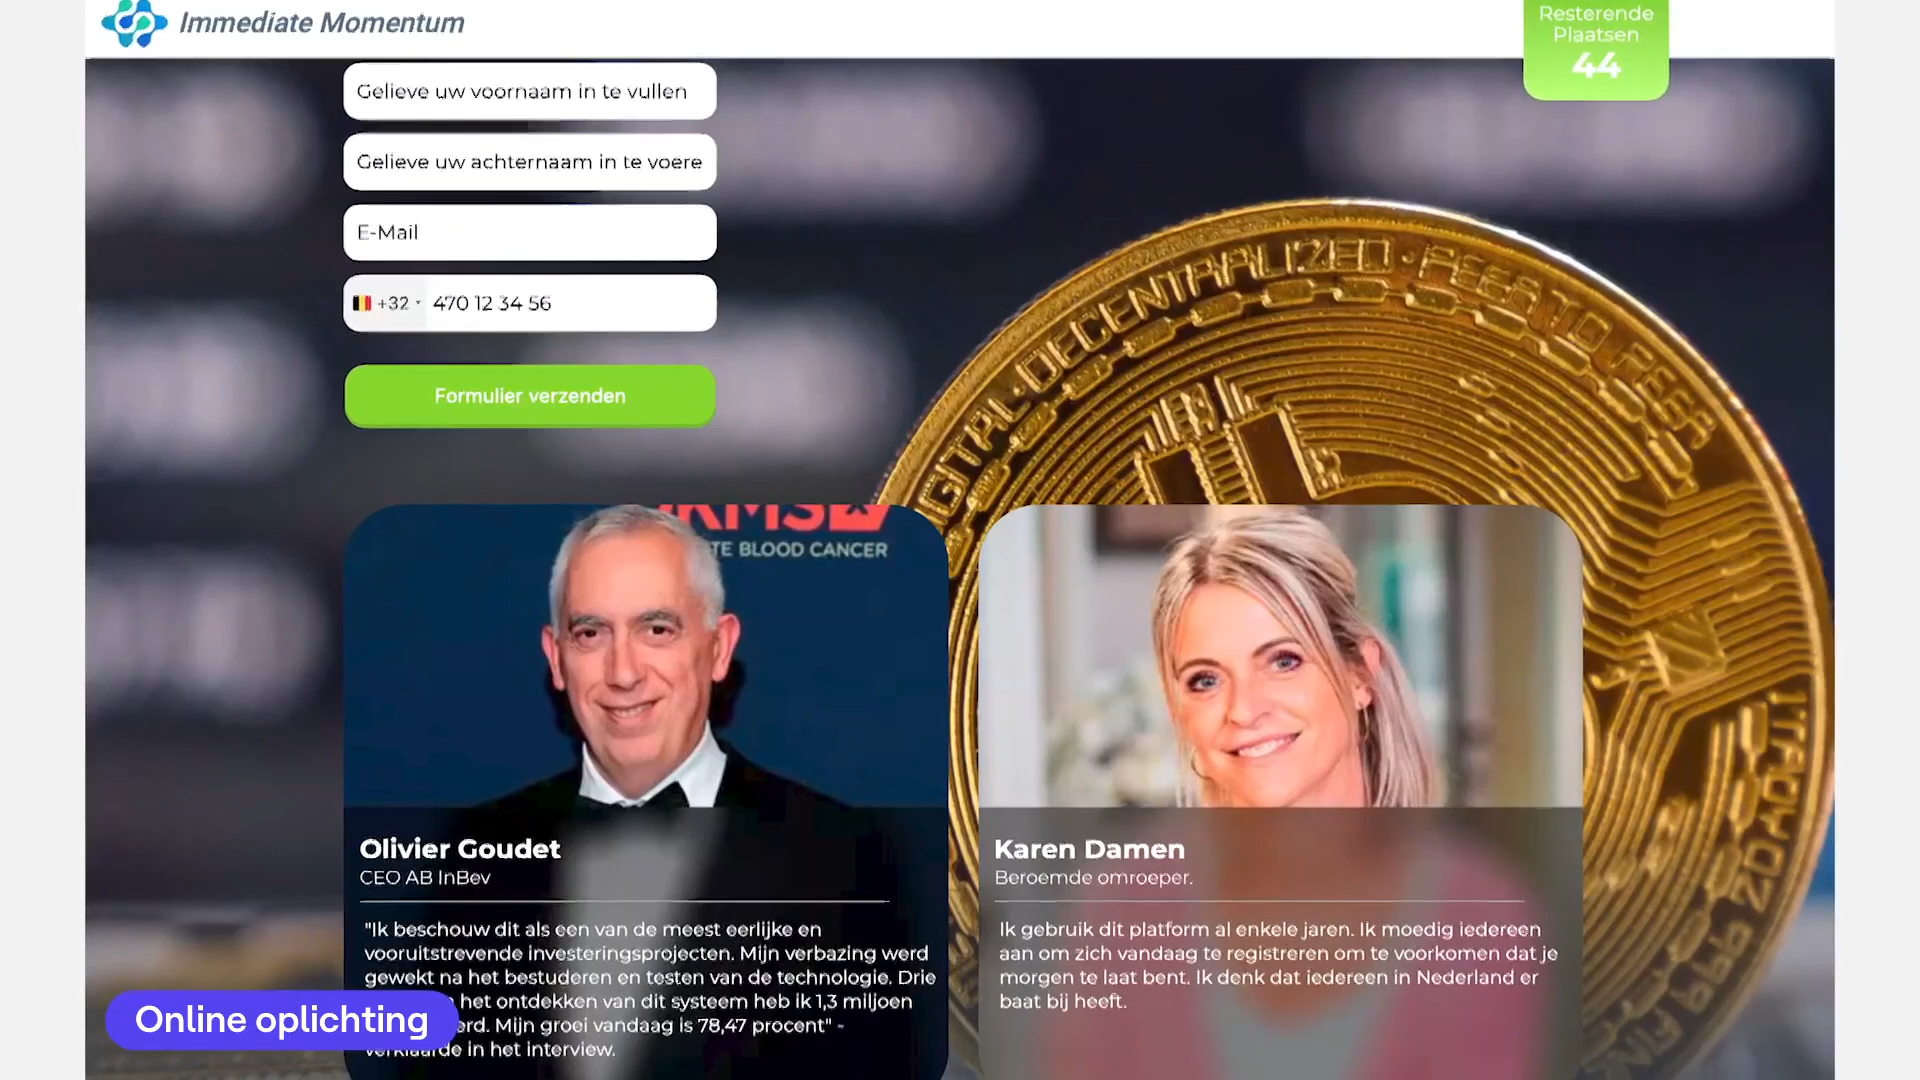 Immediate Momentum
Resterende
Plaatsen
44
Gelieve uw voornaam in te vullen
Gelieve uw achternaam in te voere
E-Mail
+32 470 12 34 56
Formulier verzenden
DIGITAL · DECENTRALIZED · PEER TO PEER
KMS
TE BLOOD CANCER
Olivier Goudet
CEO AB InBev
"Ik beschouw dit als een van de meest eerlijke en
vooruitstrevende investeringsprojecten. Mijn verbazing werd
gewekt na het bestuderen en testen van de technologie. Drie
het ontdekken van dit systeem heb ik 1,3 miljoen
erd. Mijn groei vandaag is 78,47 procent" -
verklaarde in het interview.
Karen Damen
Beroemde omroeper.
Ik gebruik dit platform al enkele jaren. Ik moedig iedereen
aan om zich vandaag te registreren om te voorkomen dat je
morgen te laat bent. Ik denk dat iedereen in Nederland er
baat bij heeft.
Online oplichting